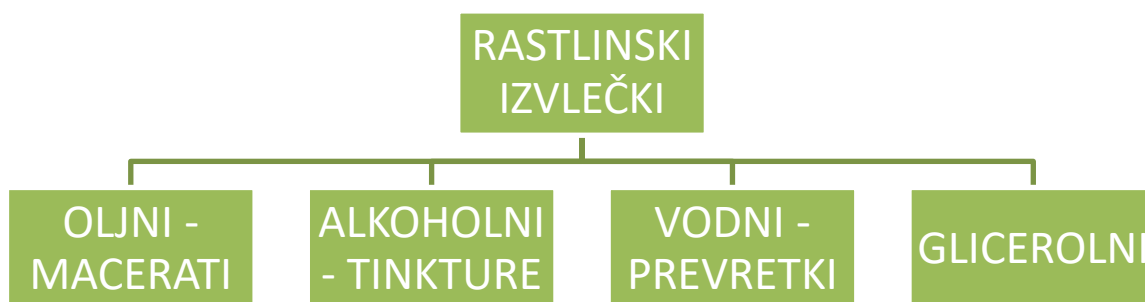 RASTLINSKI
IZVLEČKI
OLJNI -
MACERATI
ALKOHOLNI
- TINKTURE
VODNI -
PREVRETKI
GLICEROLNI